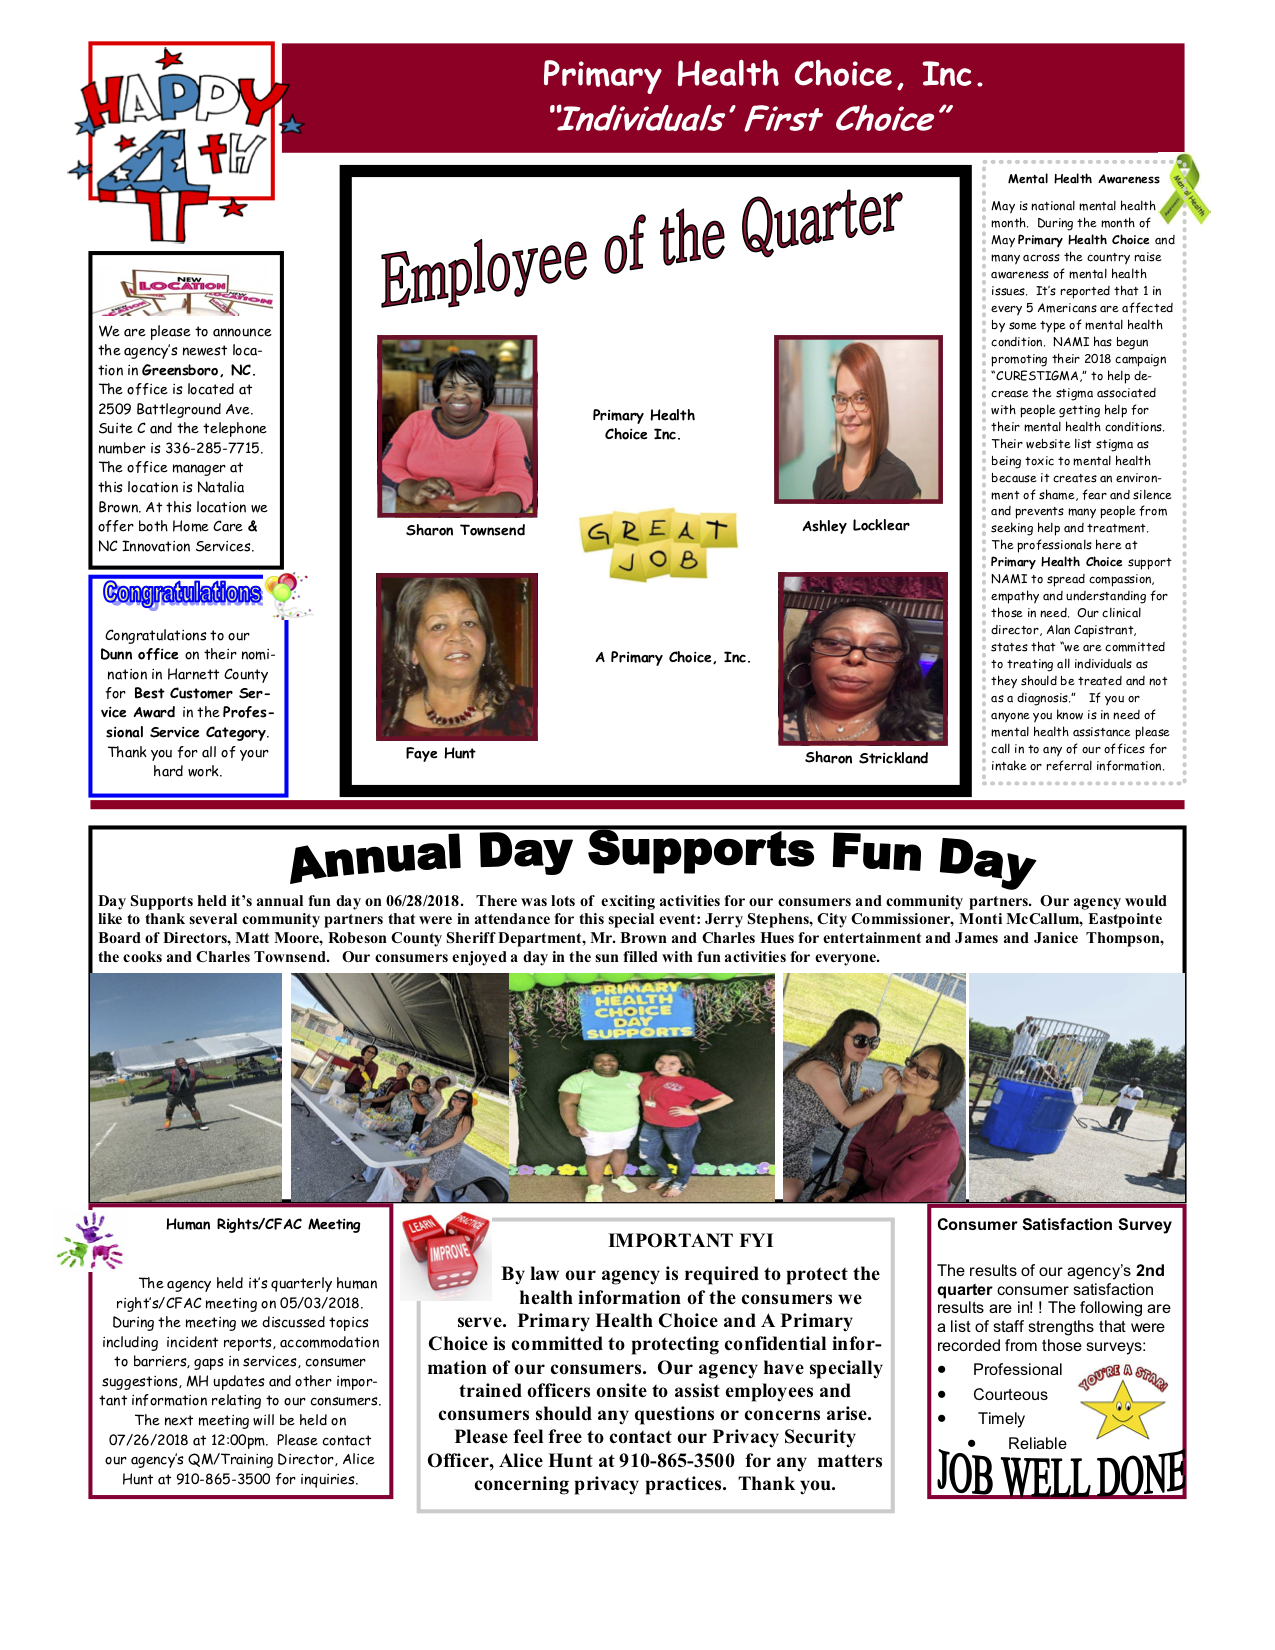 HAPPY
4TH
Primary Health Choice, Inc.
“Individuals’ First Choice”
NEW
LOCATION
LOCATION
We are please to announce
the agency’s newest loca-
tion in Greensboro, NC.
The office is located at
2509 Battleground Ave.
Suite C and the telephone
number is 336-285-7715.
The office manager at
this location is Natalia
Brown. At this location we
offer both Home Care &
NC Innovation Services.
Congratulations
Congratulations to our
Dunn office on their nomi-
nation in Harnett County
for Best Customer Ser-
vice Award in the Profes-
sional Service Category.
Thank you for all of your
hard work.
Employee of the Quarter
Primary Health
Choice Inc.
Sharon Townsend
Ashley Locklear
GREAT
JOB
A Primary Choice, Inc.
Faye Hunt
Sharon Strickland
Mental Health Awareness
Mental Health
Awareness
May is national mental health
month. During the month of
May Primary Health Choice and
many across the country raise
awareness of mental health
issues. It’s reported that 1 in
every 5 Americans are affected
by some type of mental health
condition. NAMI has begun
promoting their 2018 campaign
“CURESTIGMA,” to help de-
crease the stigma associated
with people getting help for
their mental health conditions.
Their website list stigma as
being toxic to mental health
because it creates an environ-
ment of shame, fear and silence
and prevents many people from
seeking help and treatment.
The professionals here at
Primary Health Choice support
NAMI to spread compassion,
empathy and understanding for
those in need. Our clinical
director, Alan Capistrant,
states that “we are committed
to treating all individuals as
they should be treated and not
as a diagnosis.” If you or
anyone you know is in need of
mental health assistance please
call in to any of our offices for
intake or referral information.
Annual Day Supports Fun Day
Day Supports held it’s annual fun day on 06/28/2018. There was lots of exciting activities for our consumers and community partners. Our agency would
like to thank several community partners that were in attendance for this special event: Jerry Stephens, City Commissioner, Monti McCallum, Eastpointe
Board of Directors, Matt Moore, Robeson County Sheriff Department, Mr. Brown and Charles Hues for entertainment and James and Janice Thompson,
the cooks and Charles Townsend. Our consumers enjoyed a day in the sun filled with fun activities for everyone.
PRIMARY
HEALTH
CHOICE
DAY
SUPPORTS
Human Rights/CFAC Meeting
The agency held it’s quarterly human
right’s/CFAC meeting on 05/03/2018.
During the meeting we discussed topics
including incident reports, accommodation
to barriers, gaps in services, consumer
suggestions, MH updates and other impor-
tant information relating to our consumers.
The next meeting will be held on
07/26/2018 at 12:00pm. Please contact
our agency’s QM/Training Director, Alice
Hunt at 910-865-3500 for inquiries.
LEARN
PRACTICE
IMPROVE
IMPORTANT FYI
By law our agency is required to protect the
health information of the consumers we
serve. Primary Health Choice and A Primary
Choice is committed to protecting confidential infor-
mation of our consumers. Our agency have specially
trained officers onsite to assist employees and
consumers should any questions or concerns arise.
Please feel free to contact our Privacy Security
Officer, Alice Hunt at 910-865-3500 for any matters
concerning privacy practices. Thank you.
Consumer Satisfaction Survey
The results of our agency’s 2nd
quarter consumer satisfaction
results are in! ! The following are
a list of staff strengths that were
recorded from those surveys:
• Professional
• Courteous
• Timely
• Reliable
YOU'RE A STAR!
JOB WELL DONE